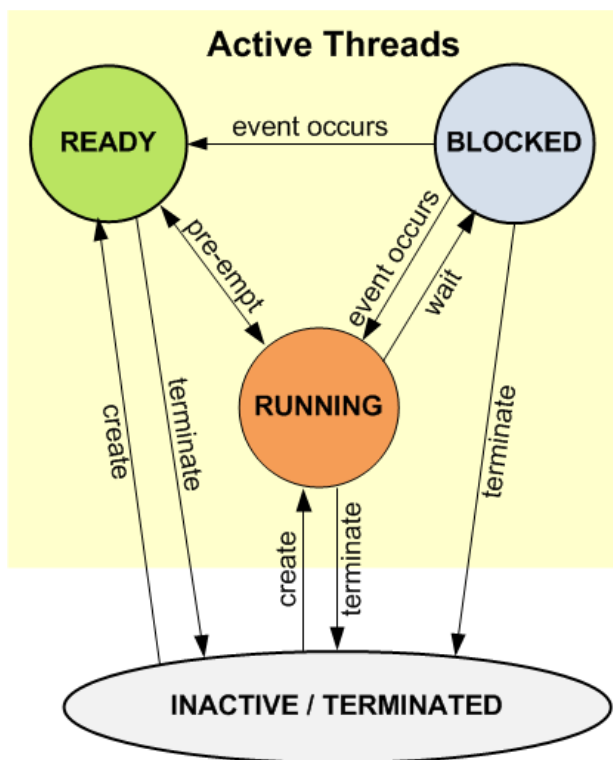 Active Threads
READY
event occurs
BLOCKED
pre-empt
event occurs
wait
RUNNING
create
terminate
create
terminate
terminate
INACTIVE / TERMINATED